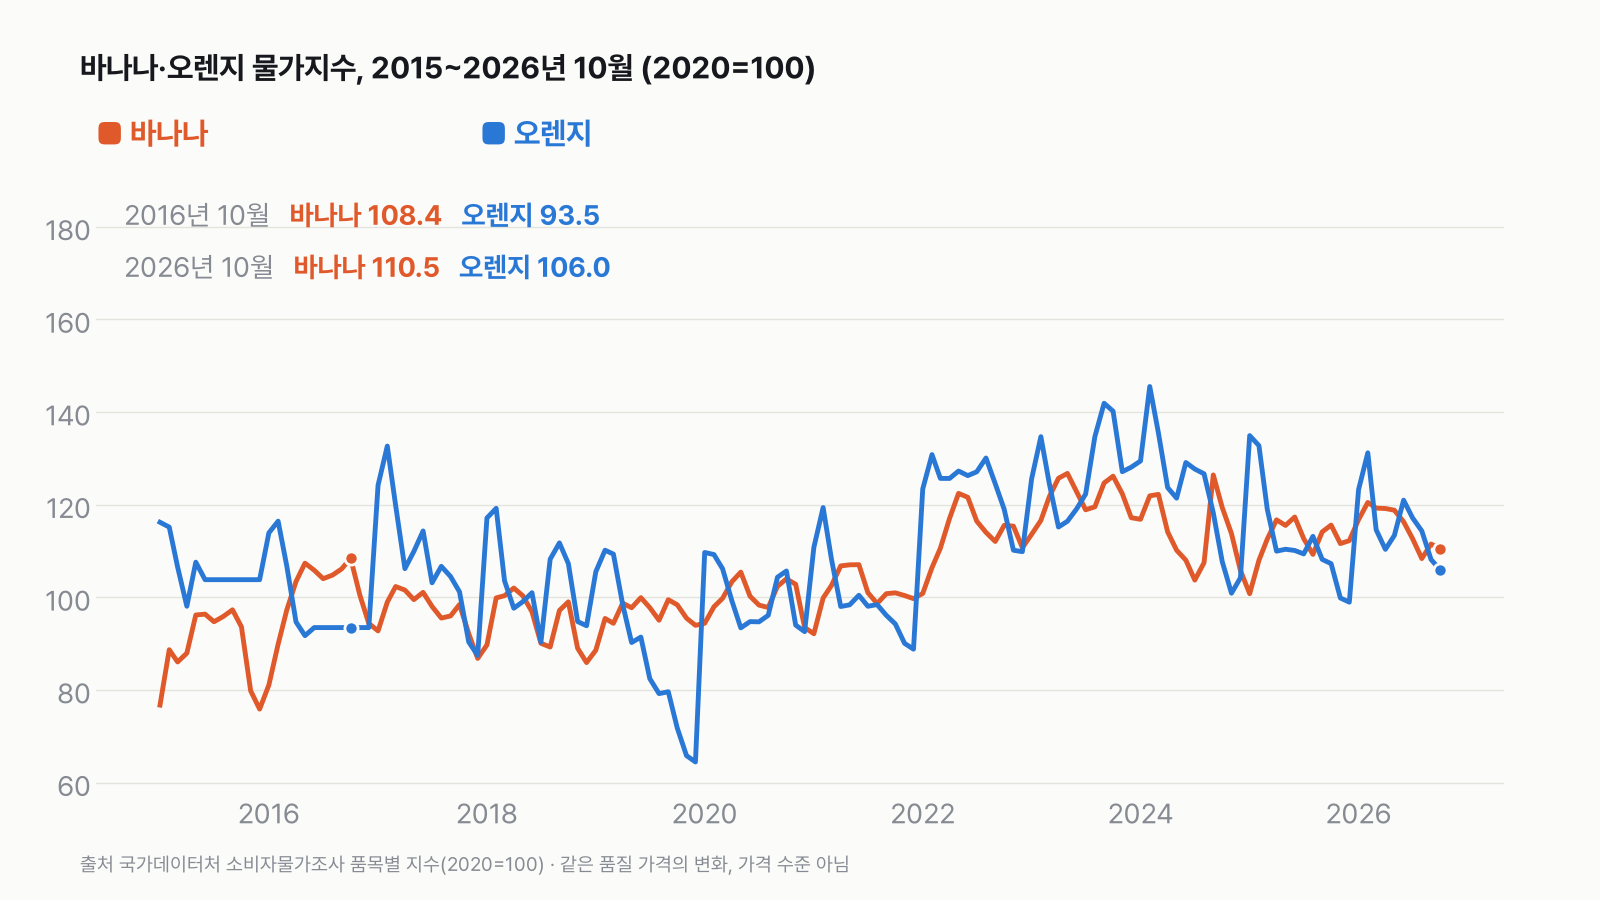 바나나·오렌지 물가지수, 2015~2026년 10월 (2020=100)
바나나 오렌지
2016년 10월 바나나 108.4 오렌지 93.5
180
2026년 10월 바나나 110.5 오렌지 106.0
160
140
120
100
80
60
2016 2018 2020 2022 2024 2026
출처 국가데이터처 소비자물가조사 품목별 지수(2020=100) · 같은 품질 가격의 변화, 가격 수준 아님